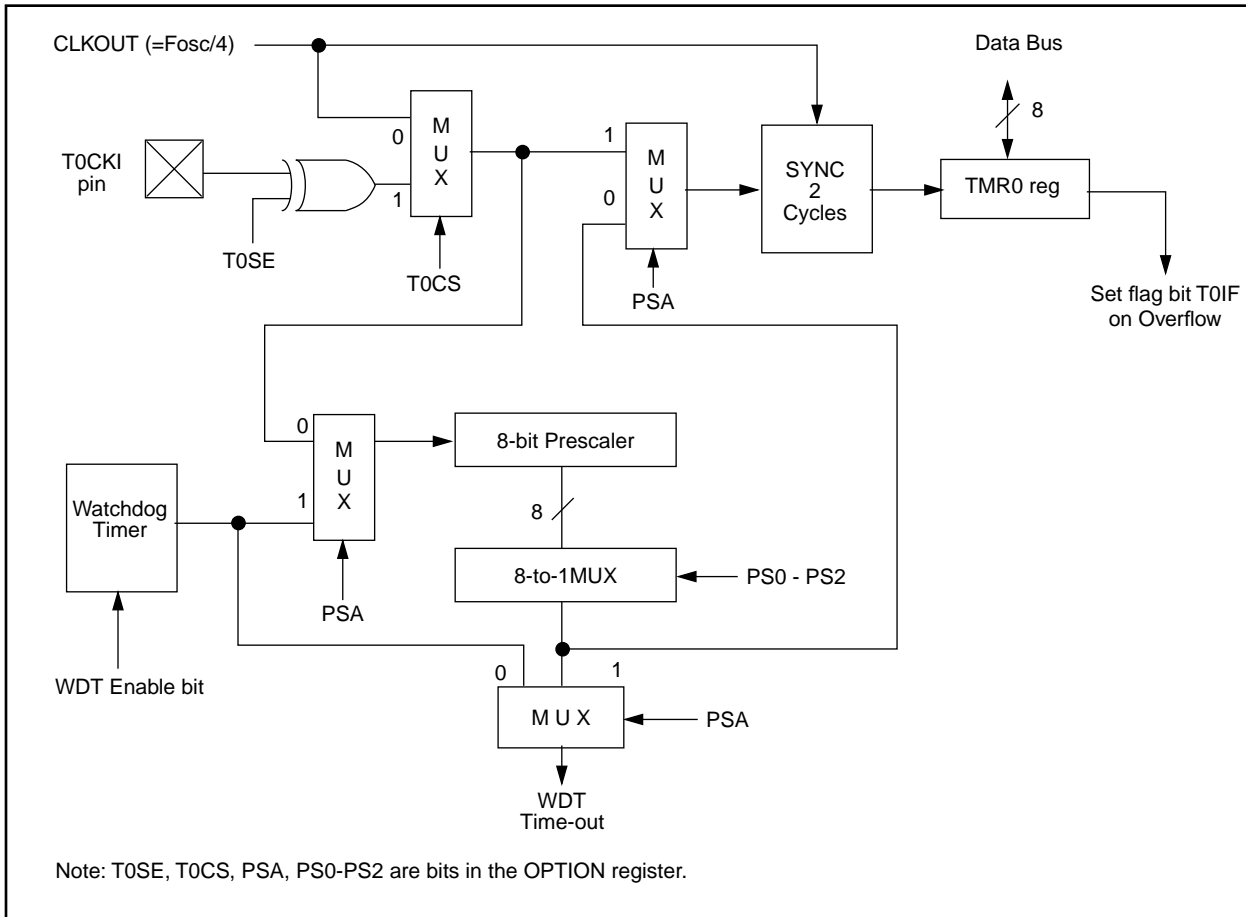 CLKOUT (=Fosc/4)
Data Bus
8
T0CKI
pin
T0SE
0
1
M
U
X
T0CS
1
0
M
U
X
PSA
SYNC
2
Cycles
TMR0 reg
Set flag bit T0IF
on Overflow
0
1
M
U
X
PSA
8-bit Prescaler
8
Watchdog
Timer
WDT Enable bit
8-to-1MUX
PS0 - PS2
0
1
M U X
PSA
WDT
Time-out
Note: T0SE, T0CS, PSA, PS0-PS2 are bits in the OPTION register.